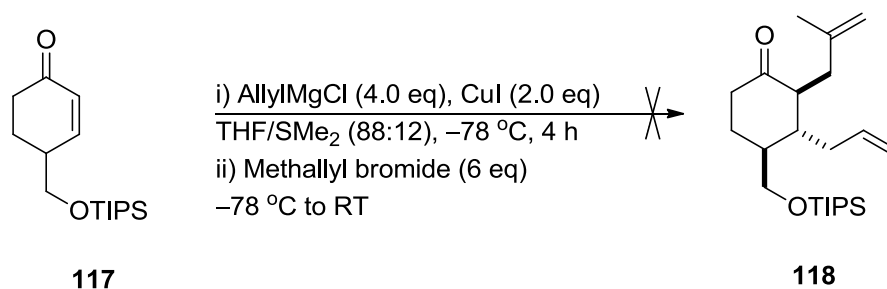 O
OTIPS
117
i) AllylMgCl (4.0 eq), CuI (2.0 eq)
THF/SMe₂ (88:12), –78 °C, 4 h
ii) Methallyl bromide (6 eq)
–78 °C to RT
O
OTIPS
118